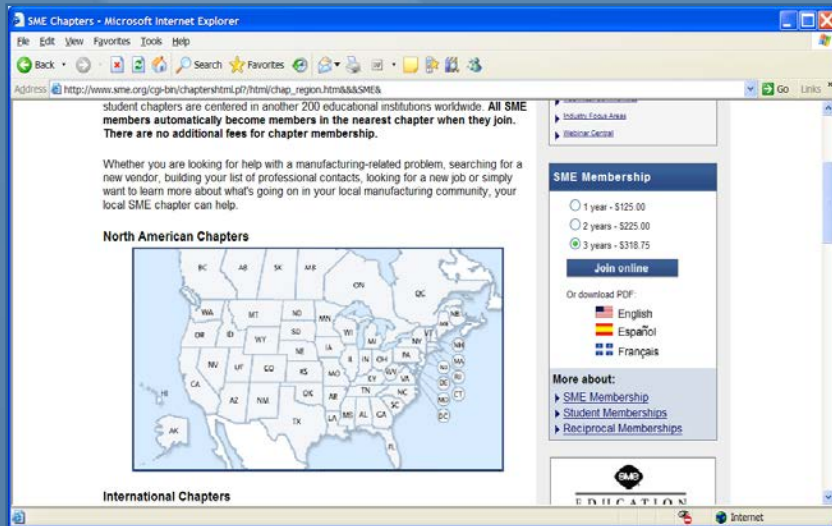 SME Chapters - Microsoft Internet Explorer
File Edit View Favorites Tools Help
Back Search Favorites
Address http://www.sme.org/cgi-bin/chaptershtml.pl?/html/chap_region.htm&&&SME& Go Links
student chapters are centered in another 200 educational institutions worldwide. All SME
members automatically become members in the nearest chapter when they join.
There are no additional fees for chapter membership.
Whether you are looking for help with a manufacturing-related problem, searching for a
new vendor, building your list of professional contacts, looking for a new job or simply
want to learn more about what's going on in your local manufacturing community, your
local SME chapter can help.
North American Chapters
BC AB SK MB
ON
QC
WA MT ND MN
OR ID SD WI MI NY VT NB
WY
NE IA PA NH
NV UT CO IL IN OH MA
KS MO KY WV VA NJ RI
CA DE CT
AZ NM OK AR TN NC MD
SC DC
TX LA MS AL GA
HI
AK
FL
International Chapters
Industry Focus Areas
Webinar Central
SME Membership
1 year - $125.00
2 years - $225.00
3 years - $318.75
Join online
Or download PDF:
English
Español
Français
More about:
SME Membership
Student Memberships
Reciprocal Memberships
SME
EDUCATION
Internet